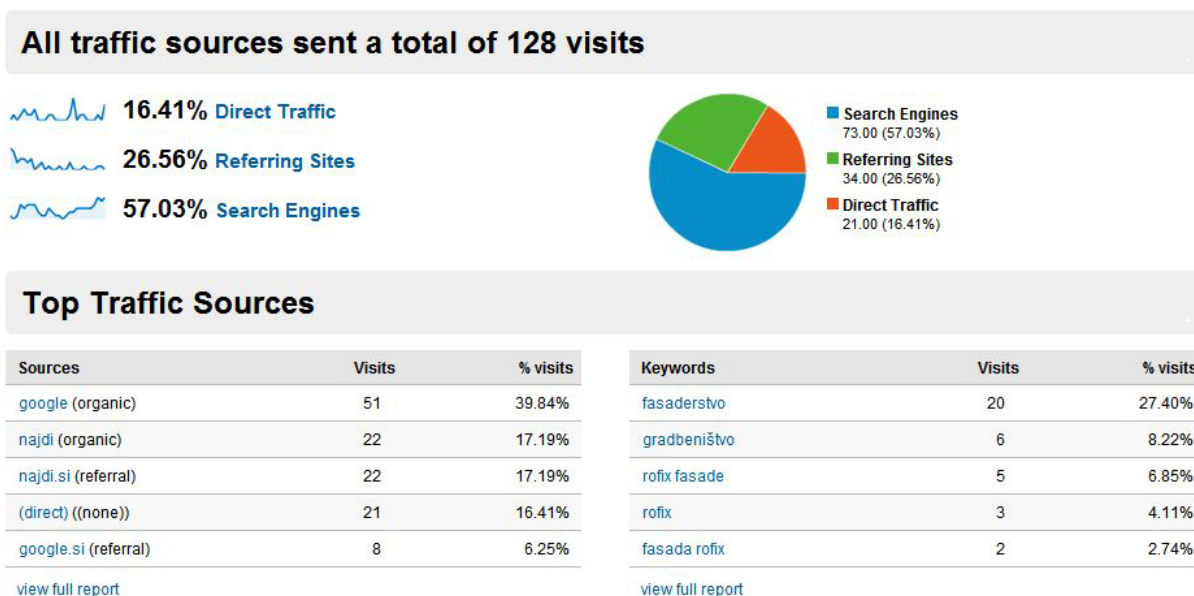 All traffic sources sent a total of 128 visits
16.41% Direct Traffic
26.56% Referring Sites
57.03% Search Engines
Search Engines
73.00 (57.03%)
Referring Sites
34.00 (26.56%)
Direct Traffic
21.00 (16.41%)
Top Traffic Sources
Sources Visits % visits
google (organic) 51 39.84%
najdi (organic) 22 17.19%
najdi.si (referral) 22 17.19%
(direct) ((none)) 21 16.41%
google.si (referral) 8 6.25%
view full report
Keywords Visits % visits
fasaderstvo 20 27.40%
gradbeništvo 6 8.22%
rofix fasade 5 6.85%
rofix 3 4.11%
fasada rofix 2 2.74%
view full report